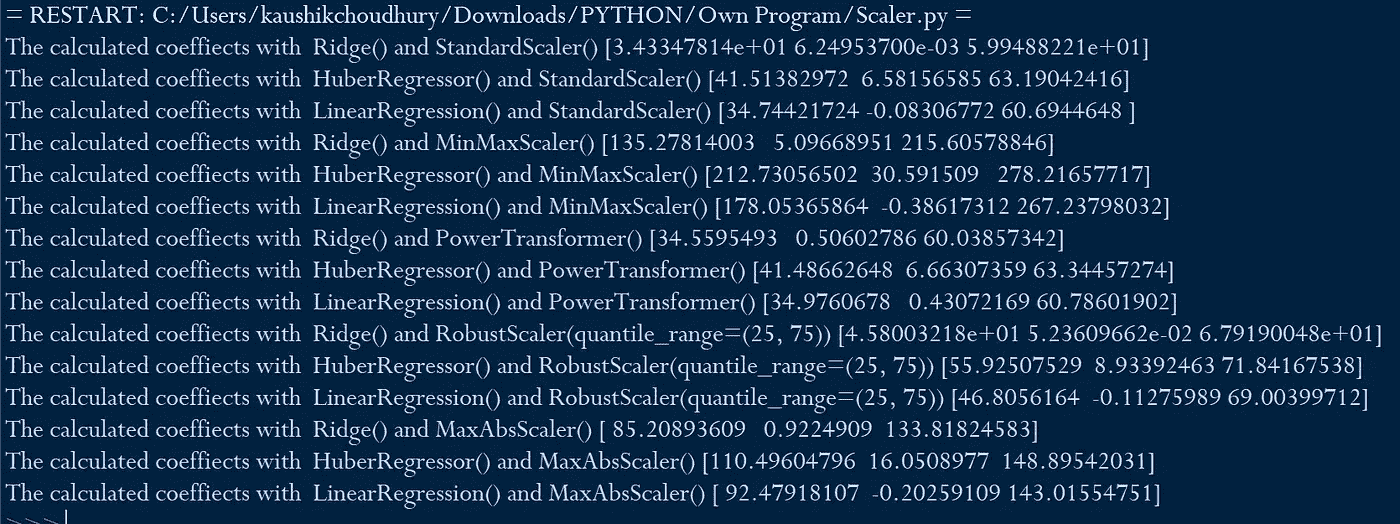 = RESTART: C:/Users/kaushikchoudhury/Downloads/PYTHON/Own Program/Scaler.py =
The calculated coeffiects with  Ridge() and StandardScaler() [3.43347814e+01 6.24953700e-03 5.99488221e+01]
The calculated coeffiects with  HuberRegressor() and StandardScaler() [41.51382972  6.58156585 63.19042416]
The calculated coeffiects with  LinearRegression() and StandardScaler() [34.74421724 -0.08306772 60.6944648 ]
The calculated coeffiects with  Ridge() and MinMaxScaler() [135.27814003   5.09668951 215.60578846]
The calculated coeffiects with  HuberRegressor() and MinMaxScaler() [212.73056502  30.591509   278.21657717]
The calculated coeffiects with  LinearRegression() and MinMaxScaler() [178.05365864  -0.38617312 267.23798032]
The calculated coeffiects with  Ridge() and PowerTransformer() [34.5595493   0.50602786 60.03857342]
The calculated coeffiects with  HuberRegressor() and PowerTransformer() [41.48662648  6.66307359 63.34457274]
The calculated coeffiects with  LinearRegression() and PowerTransformer() [34.9760678   0.43072169 60.78601902]
The calculated coeffiects with  Ridge() and RobustScaler(quantile_range=(25, 75)) [4.58003218e+01 5.23609662e-02 6.79190048e+01]
The calculated coeffiects with  HuberRegressor() and RobustScaler(quantile_range=(25, 75)) [55.92507529  8.93392463 71.84167538]
The calculated coeffiects with  LinearRegression() and RobustScaler(quantile_range=(25, 75)) [46.8056164  -0.11275989 69.00399712]
The calculated coeffiects with  Ridge() and MaxAbsScaler() [ 85.20893609   0.9224909  133.81824583]
The calculated coeffiects with  HuberRegressor() and MaxAbsScaler() [110.49604796  16.0508977  148.89542031]
The calculated coeffiects with  LinearRegression() and MaxAbsScaler() [ 92.47918107  -0.20259109 143.01554751]
>>>